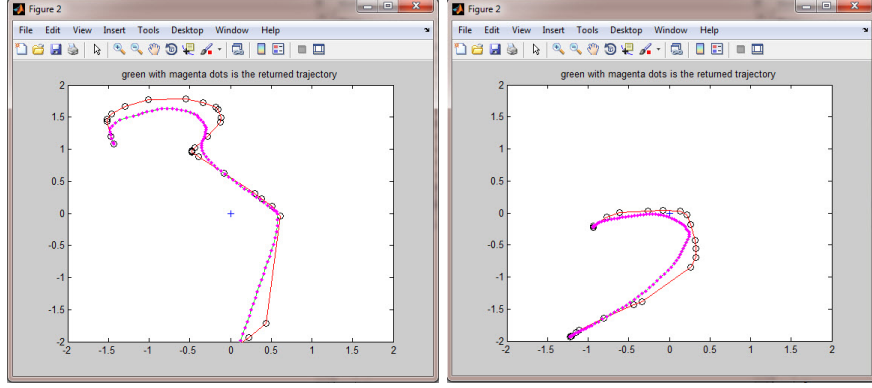 Figure 2
File Edit View Insert Tools Desktop Window Help
green with magenta dots is the returned trajectory
2
1.5
1
0.5
0
-0.5
-1
-1.5
-2
-2 -1.5 -1 -0.5 0 0.5 1 1.5 2
Figure 2
File Edit View Insert Tools Desktop Window Help
green with magenta dots is the returned trajectory
2
1.5
1
0.5
0
-0.5
-1
-1.5
-2
-2 -1.5 -1 -0.5 0 0.5 1 1.5 2